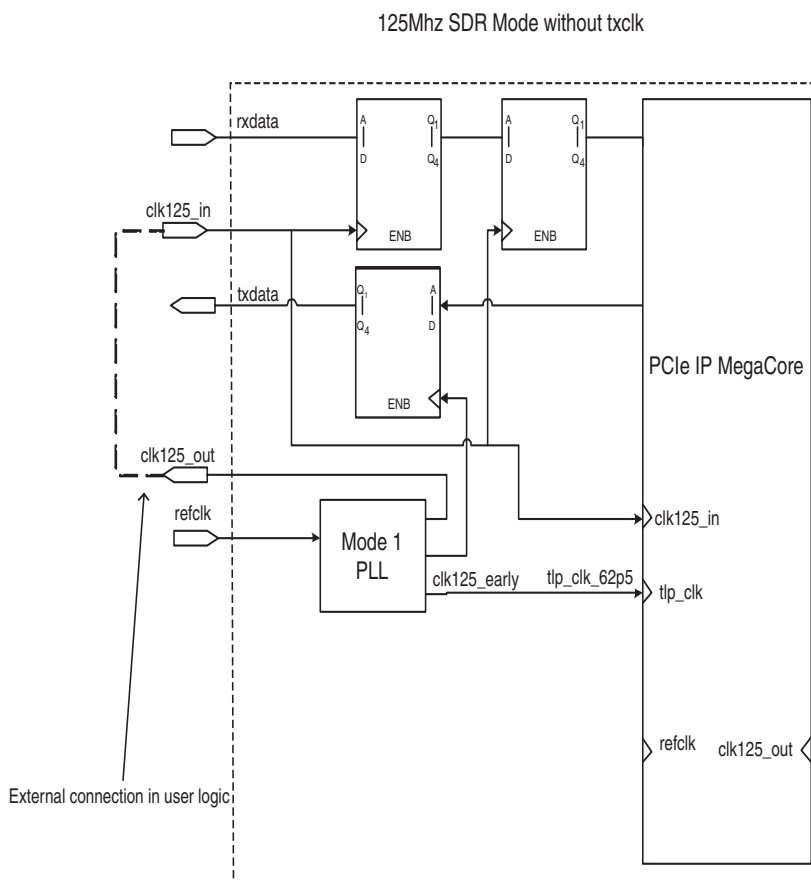 125Mhz SDR Mode without txclk
rxdata
A
D
Q1
Q4
ENB
A
D
Q1
Q4
ENB
clk125_in
txdata
Q1
Q4
A
D
ENB
PCIe IP MegaCore
clk125_out
refclk
Mode 1
PLL
clk125_early
tlp_clk_62p5
clk125_in
tlp_clk
refclk
clk125_out
External connection in user logic